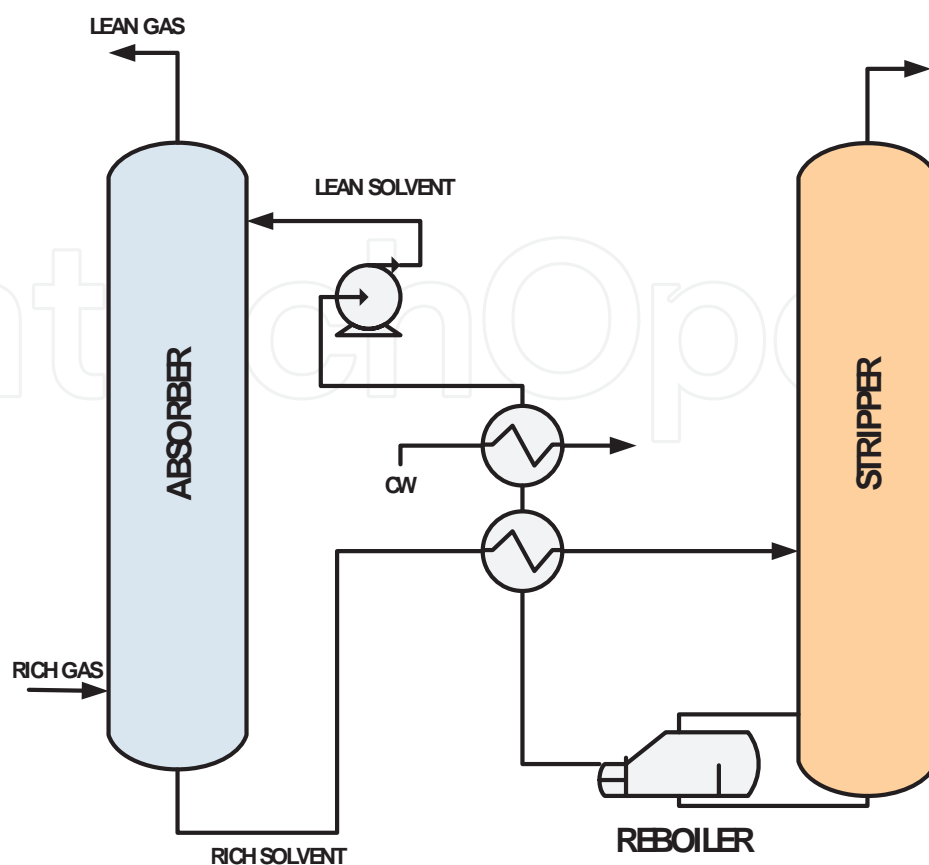 LEAN GAS
LEAN SOLVENT
ABSORBER
STRIPPER
CW
RICH GAS
RICH SOLVENT
REBOILER